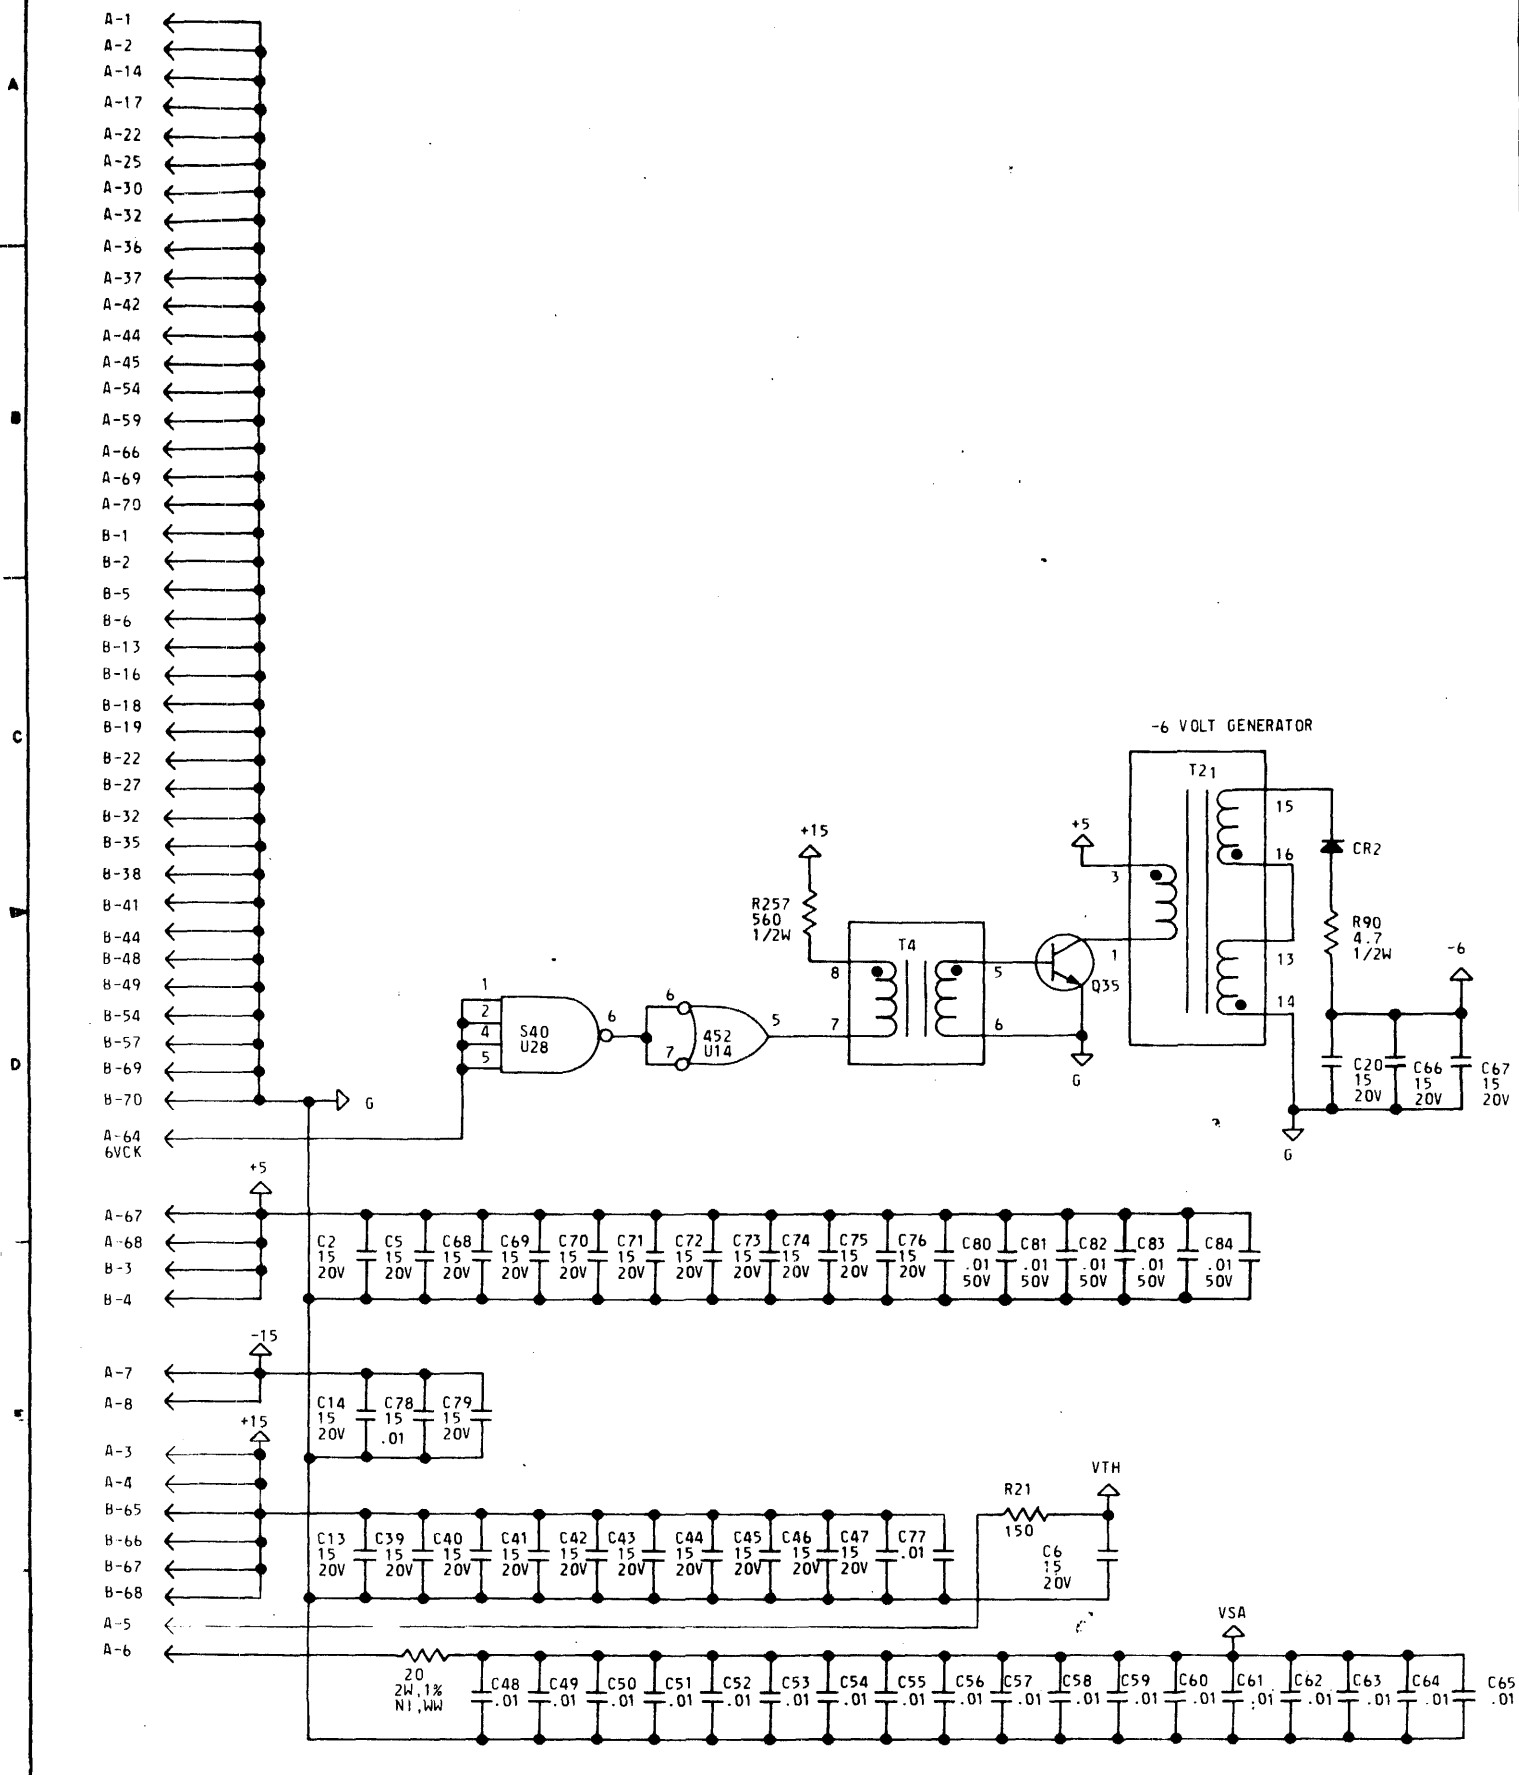 A-1
A-2
A-14
A
A-17
A-22
A-25
A-30
A-32
A-36
A-37
A-42
A-44
A-45
A-54
B
A-59
A-66
A-69
A-70
B-1
B-2
B-5
B-6
B-13
B-16
B-18
B-19
C
B-22
B-27
B-32
B-35
B-38
B-41
B-44
B-48
B-49
B-54
B-57
D
B-69
B-70
G
A-64
6VCK
-6 VOLT GENERATOR
T21
15
16
13
14
3
1
+5
CR2
R90
4.7
1/2W
-6
+15
R257
560
1/2W
T4
8
7
5
6
Q35
G
1
2
4
5
S40
U28
6
6
7
452
U14
5
C20
15
20V
C66
15
20V
C67
15
20V
G
+5
A-67
A-68
B-3
B-4
C2 C5 C68 C69 C70 C71 C72 C73 C74 C75 C76 C80 C81 C82 C83 C84
15 15 15 15 15 15 15 15 15 15 15 .01 .01 .01 .01 .01
20V 20V 20V 20V 20V 20V 20V 20V 20V 20V 20V 50V 50V 50V 50V 50V
-15
A-7
A-8
C14 C78 C79
15 15 15
20V .01 20V
E
+15
A-3
A-4
B-65
B-66
B-67
B-68
C13 C39 C40 C41 C42 C43 C44 C45 C46 C47 C77
15 15 15 15 15 15 15 15 15 15 .01
20V 20V 20V 20V 20V 20V 20V 20V 20V 20V
R21
150
VTH
C6
15
20V
A-5
A-6
20
2W,1%
NI,WW
VSA
C48 C49 C50 C51 C52 C53 C54 C55 C56 C57 C58 C59 C60 C61 C62 C63 C64 C65
.01 .01 .01 .01 .01 .01 .01 .01 .01 .01 .01 .01 .01 .01 .01 .01 .01 .01